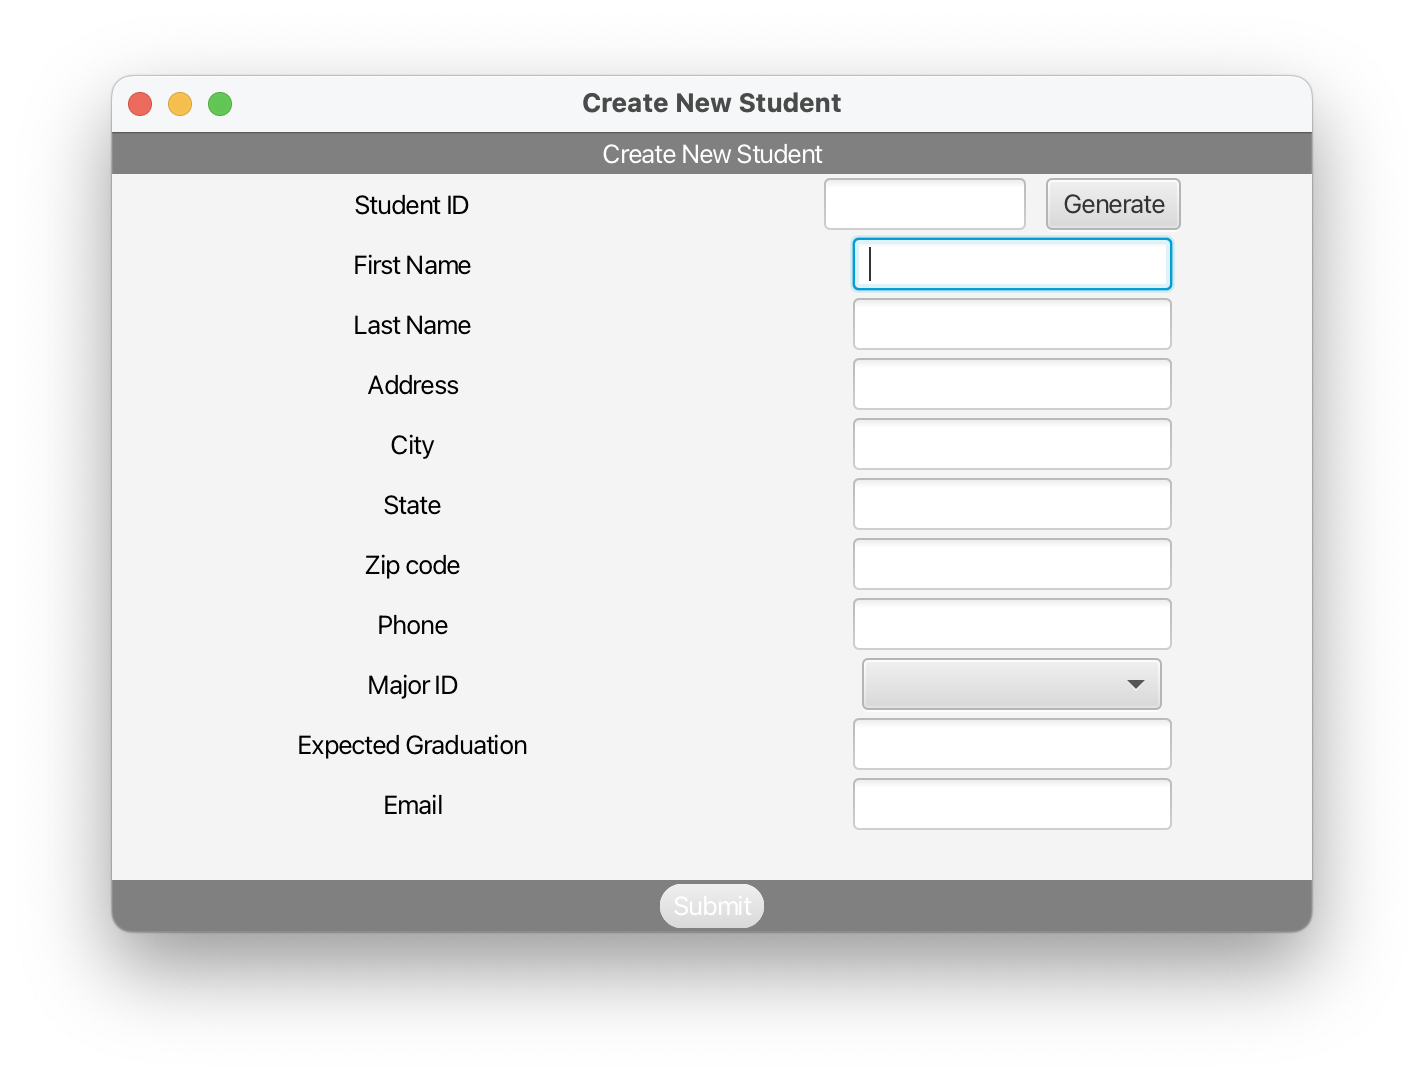 Create New Student
Create New Student
Student ID
Generate
First Name
Last Name
Address
City
State
Zip code
Phone
Major ID
Expected Graduation
Email
Submit